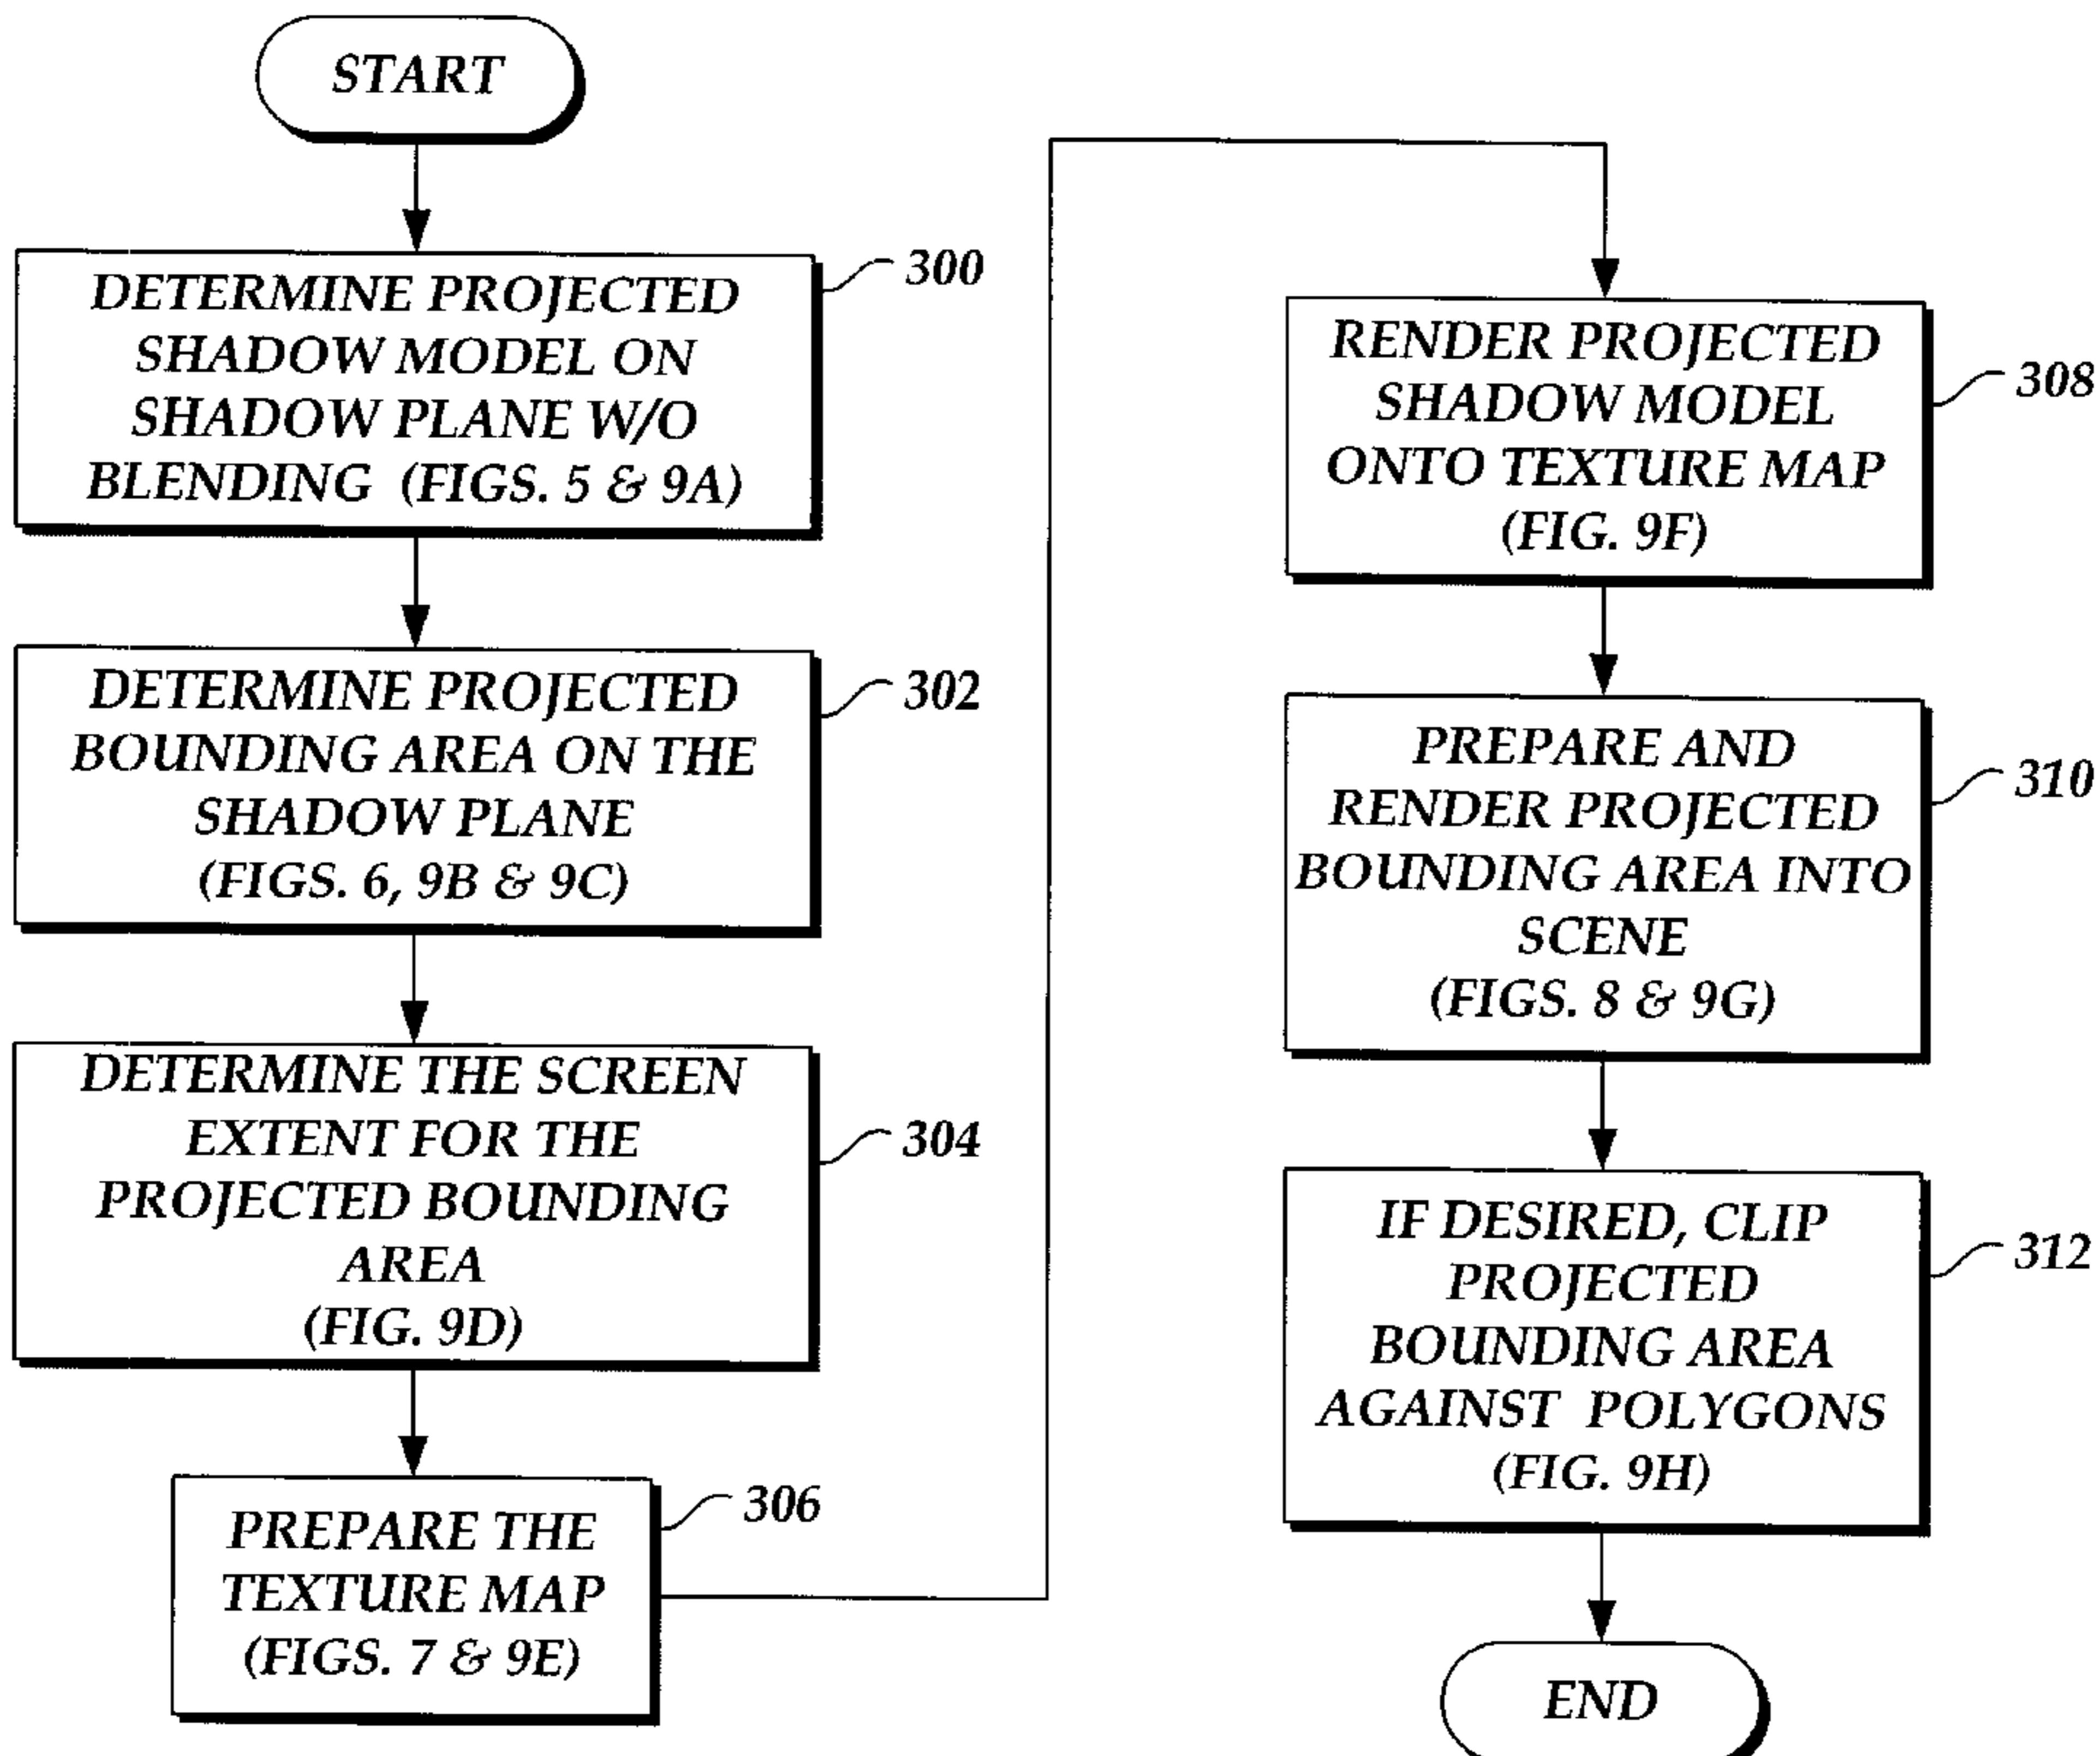 START
DETERMINE PROJECTED
SHADOW MODEL ON
SHADOW PLANE W/O
BLENDING (FIGS. 5 & 9A)
300
DETERMINE PROJECTED
BOUNDING AREA ON THE
SHADOW PLANE
(FIGS. 6, 9B & 9C)
302
DETERMINE THE SCREEN
EXTENT FOR THE
PROJECTED BOUNDING
AREA
(FIG. 9D)
304
PREPARE THE
TEXTURE MAP
(FIGS. 7 & 9E)
306
RENDER PROJECTED
SHADOW MODEL
ONTO TEXTURE MAP
(FIG. 9F)
308
PREPARE AND
RENDER PROJECTED
BOUNDING AREA INTO
SCENE
(FIGS. 8 & 9G)
310
IF DESIRED, CLIP
PROJECTED
BOUNDING AREA
AGAINST POLYGONS
(FIG. 9H)
312
END